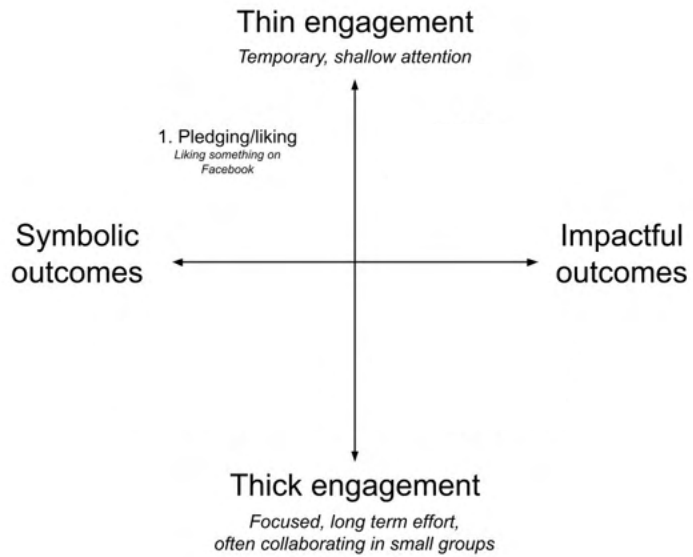 Thin engagement
Temporary, shallow attention
1. Pledging/liking
Liking something on
Facebook
Symbolic
outcomes
Impactful
outcomes
Thick engagement
Focused, long term effort,
often collaborating in small groups